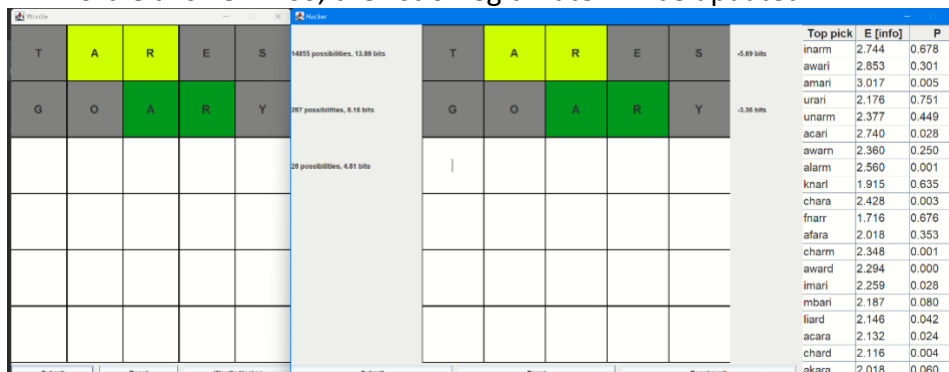 be updated
Wordle
Hacker
T A R E S
G O A R Y
14855 possibilities, 13.86 bits T A R E S -5.69 bits
287 possibilities, 8.16 bits G O A R Y -3.36 bits
28 possibilities, 4.81 bits
Top pick E [info] P
inarm 2.744 0.678
awari 2.853 0.301
amari 3.017 0.005
urari 2.176 0.751
unarm 2.377 0.449
acari 2.740 0.028
awarn 2.360 0.250
alarm 2.560 0.001
knarl 1.915 0.635
chara 2.428 0.003
fnarr 1.716 0.676
afara 2.018 0.353
charm 2.348 0.001
award 2.294 0.000
imari 2.259 0.028
mbari 2.187 0.080
liard 2.146 0.042
acara 2.132 0.024
chard 2.116 0.004
akara 2.018 0.060